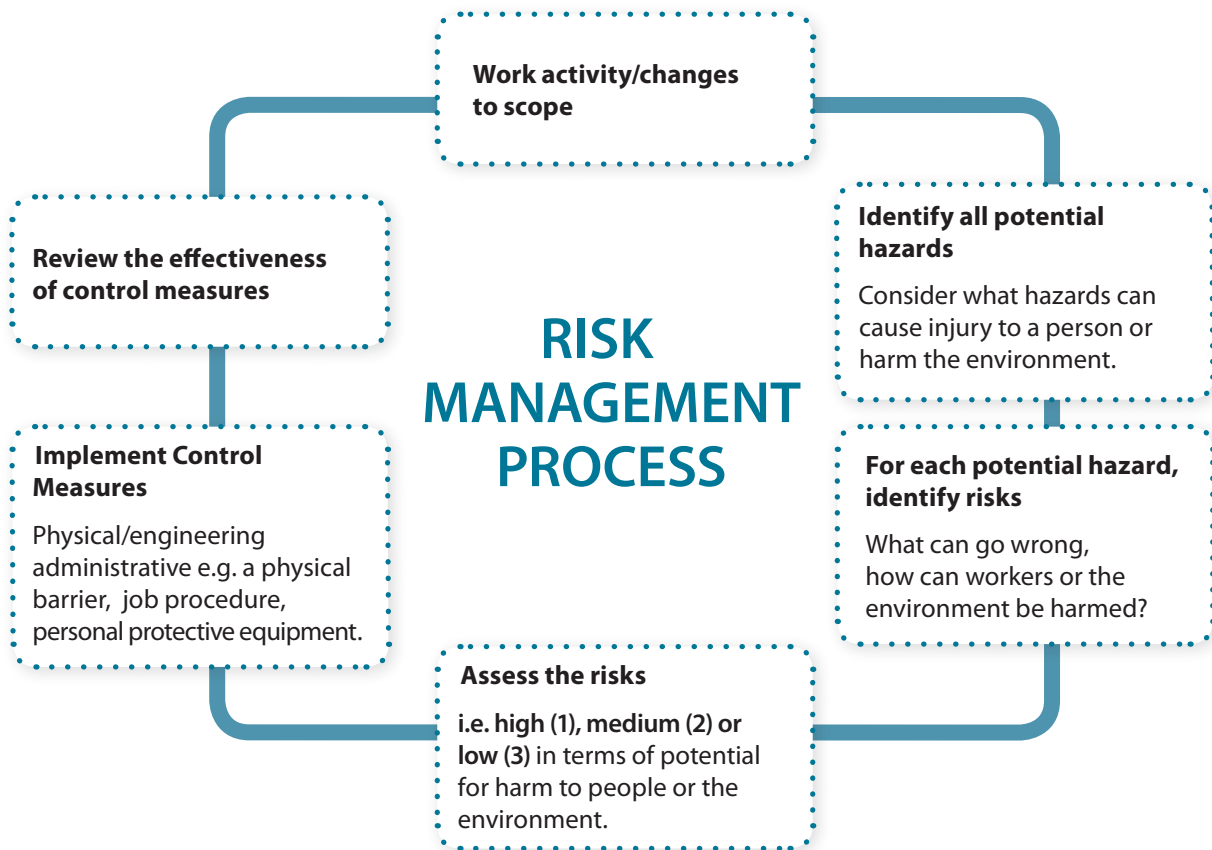 Work activity/changes
to scope
Identify all potential
hazards
Consider what hazards can
cause injury to a person or
harm the environment.
For each potential hazard,
identify risks
What can go wrong,
how can workers or the
environment be harmed?
Assess the risks
i.e. high (1), medium (2) or
low (3) in terms of potential
for harm to people or the
environment.
Implement Control
Measures
Physical/engineering
administrative e.g. a physical
barrier, job procedure,
personal protective equipment.
Review the effectiveness
of control measures
RISK
MANAGEMENT
PROCESS